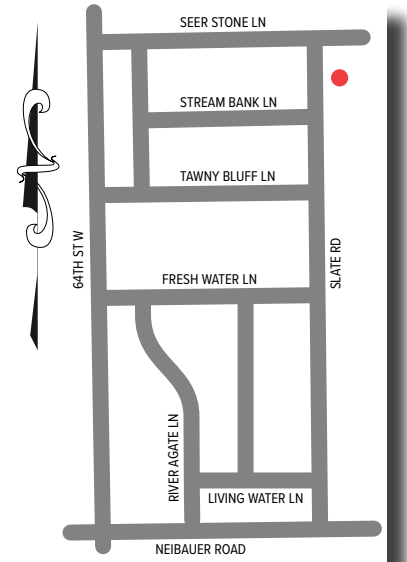 SEER STONE LN
STREAM BANK LN
TAWNY BLUFF LN
64TH ST W
SLATE RD
FRESH WATER LN
RIVER AGATE LN
LIVING WATER LN
NEIBAUER ROAD